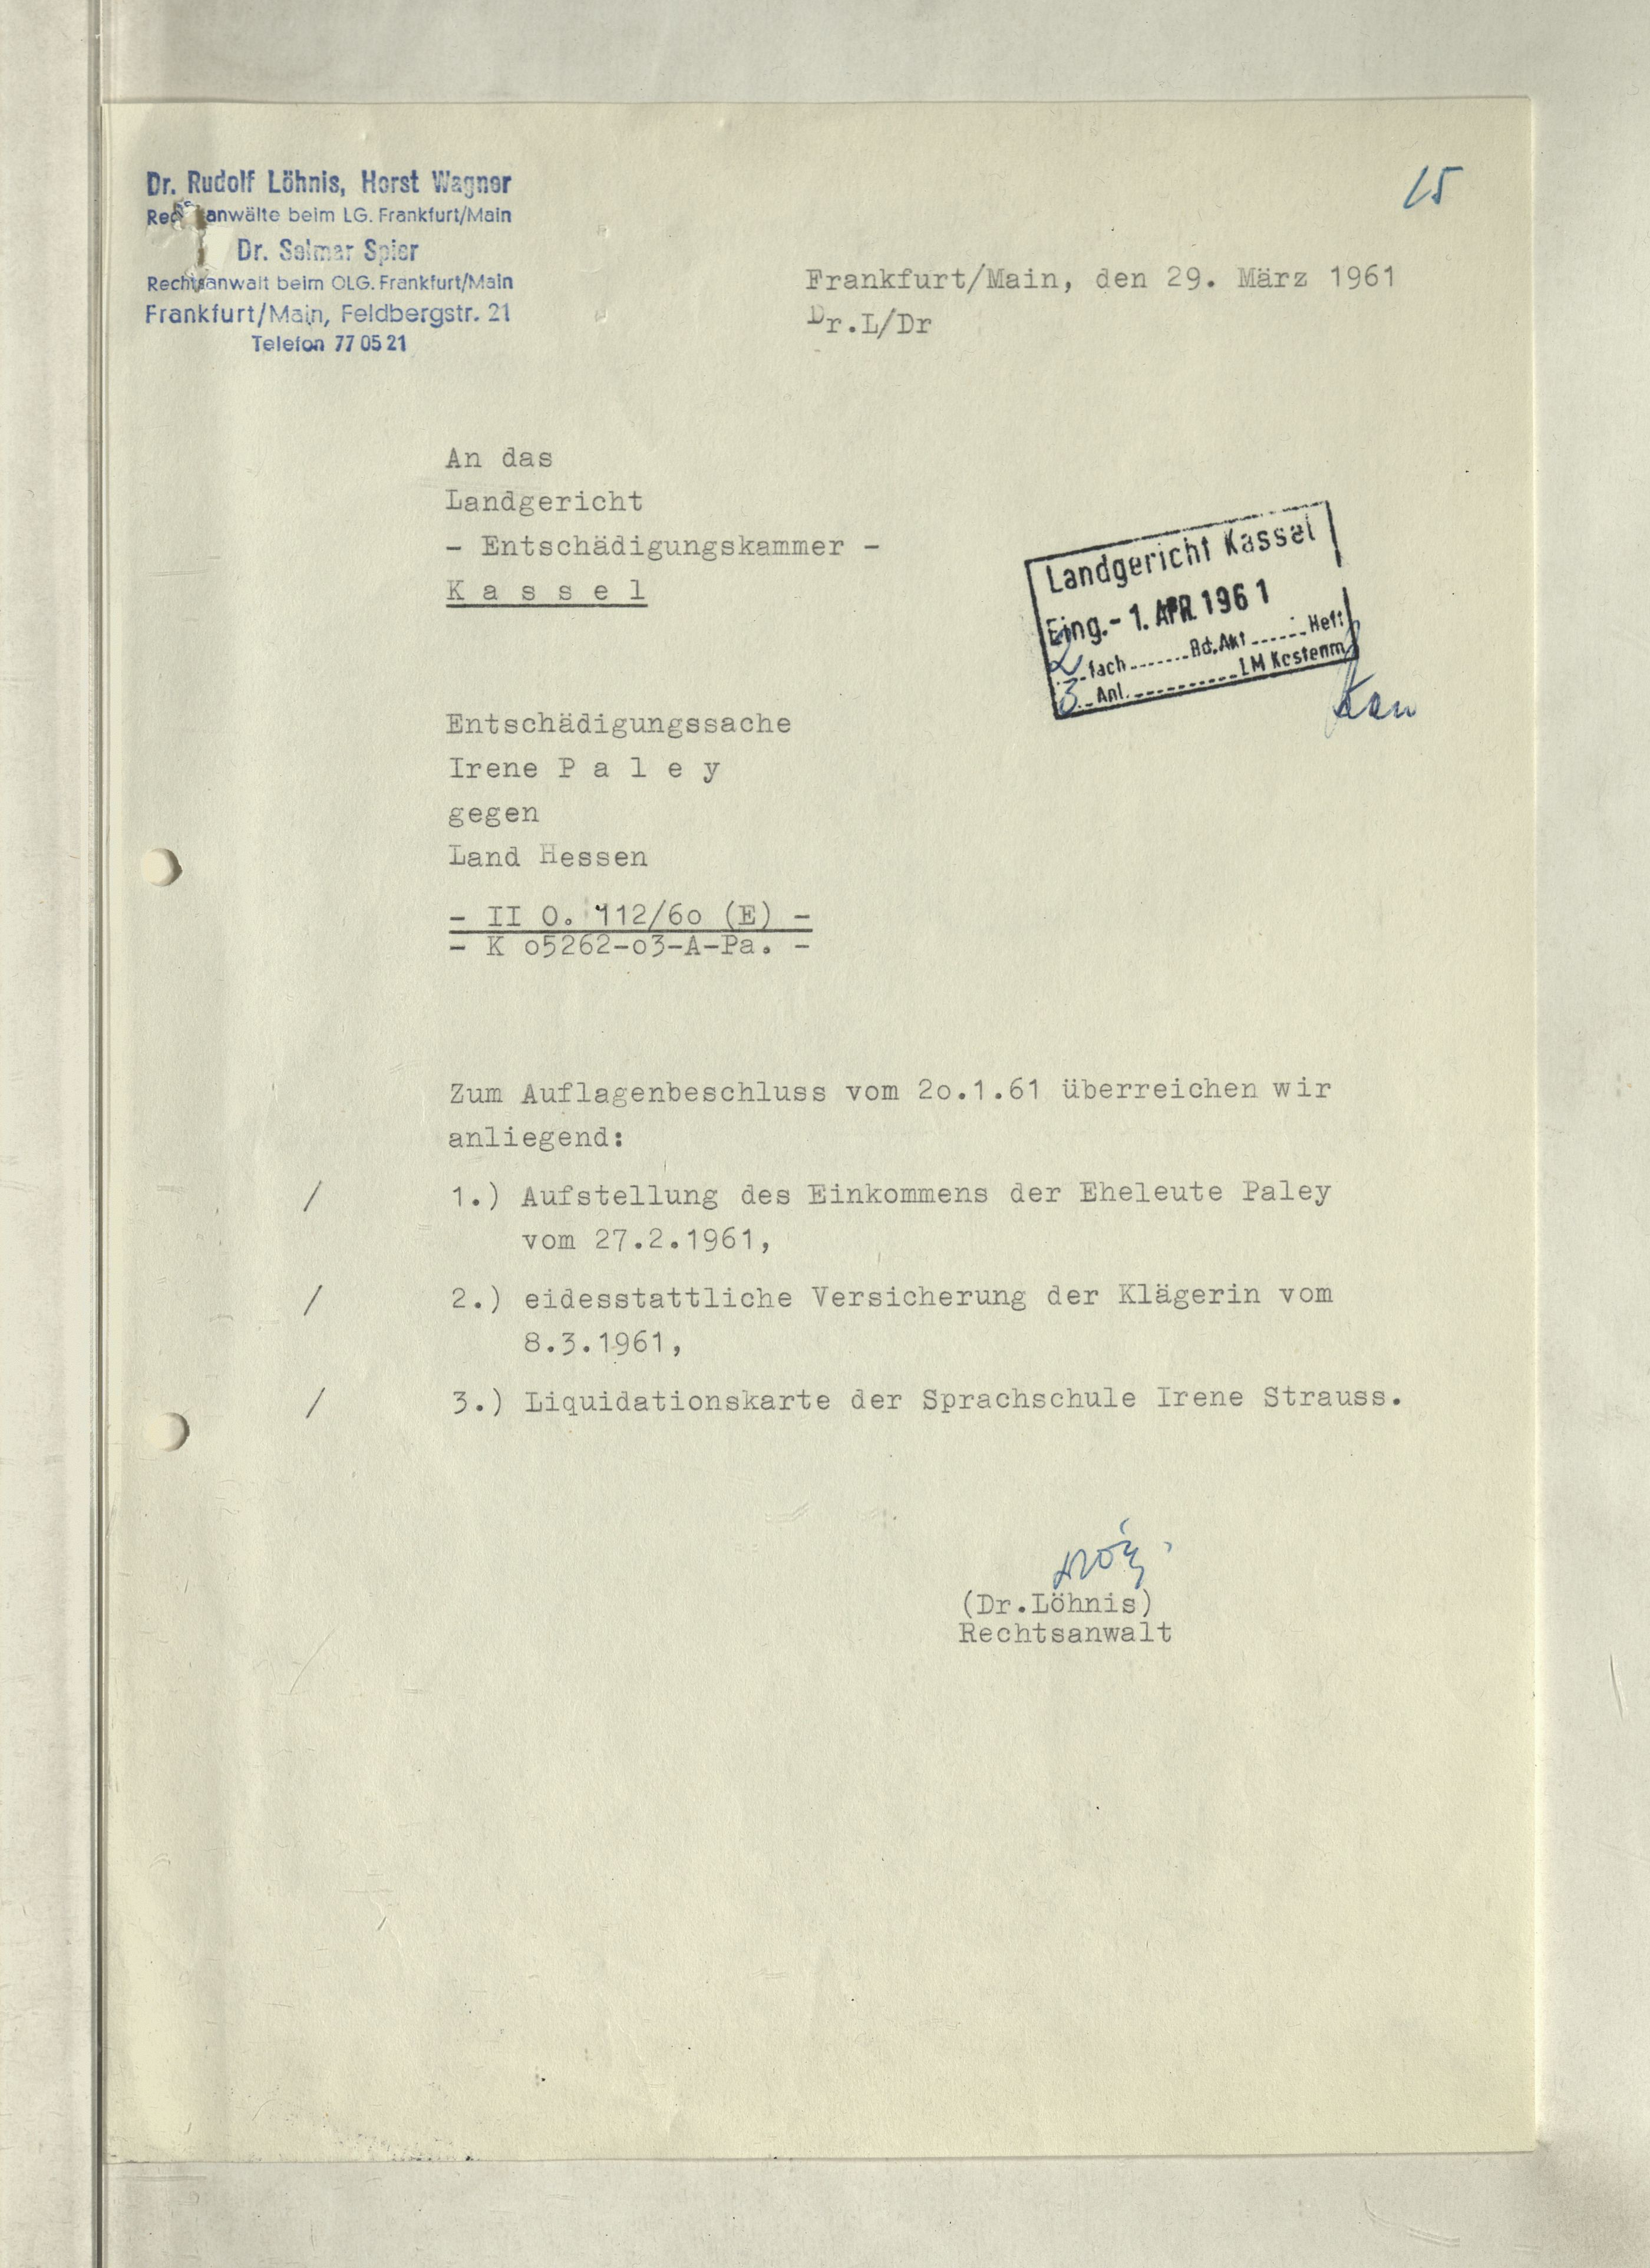 Dr. Rudolf Löhnis, Horst Wagner
Rechtsanwälte beim LG. Frankfurt/Main
Dr. Selmar Spier
Rechtsanwalt beim OLG. Frankfurt/Main
Frankfurt/Main, Feldbergstr. 21
Telefon 77 05 21
15
Frankfurt/Main, den 29. März 1961
Dr.L/Dr
An das
Landgericht
- Entschädigungskammer -
K a s s e l
Landgericht Kassel
Eing.- 1. APR. 1961
2 fach.......Bd.Akt......Heft
3 Anl...........LM Kostenm
Entschädigungssache
Irene P a l e y
gegen
Land Hessen
- II O. 112/6o (E) -
- K o5262-o3-A-Pa. -
Zum Auflagenbeschluss vom 2o.1.61 überreichen wir
anliegend:
/ 1.) Aufstellung des Einkommens der Eheleute Paley
vom 27.2.1961,
/ 2.) eidesstattliche Versicherung der Klägerin vom
8.3.1961,
/ 3.) Liquidationskarte der Sprachschule Irene Strauss.
(Dr.Löhnis)
Rechtsanwalt